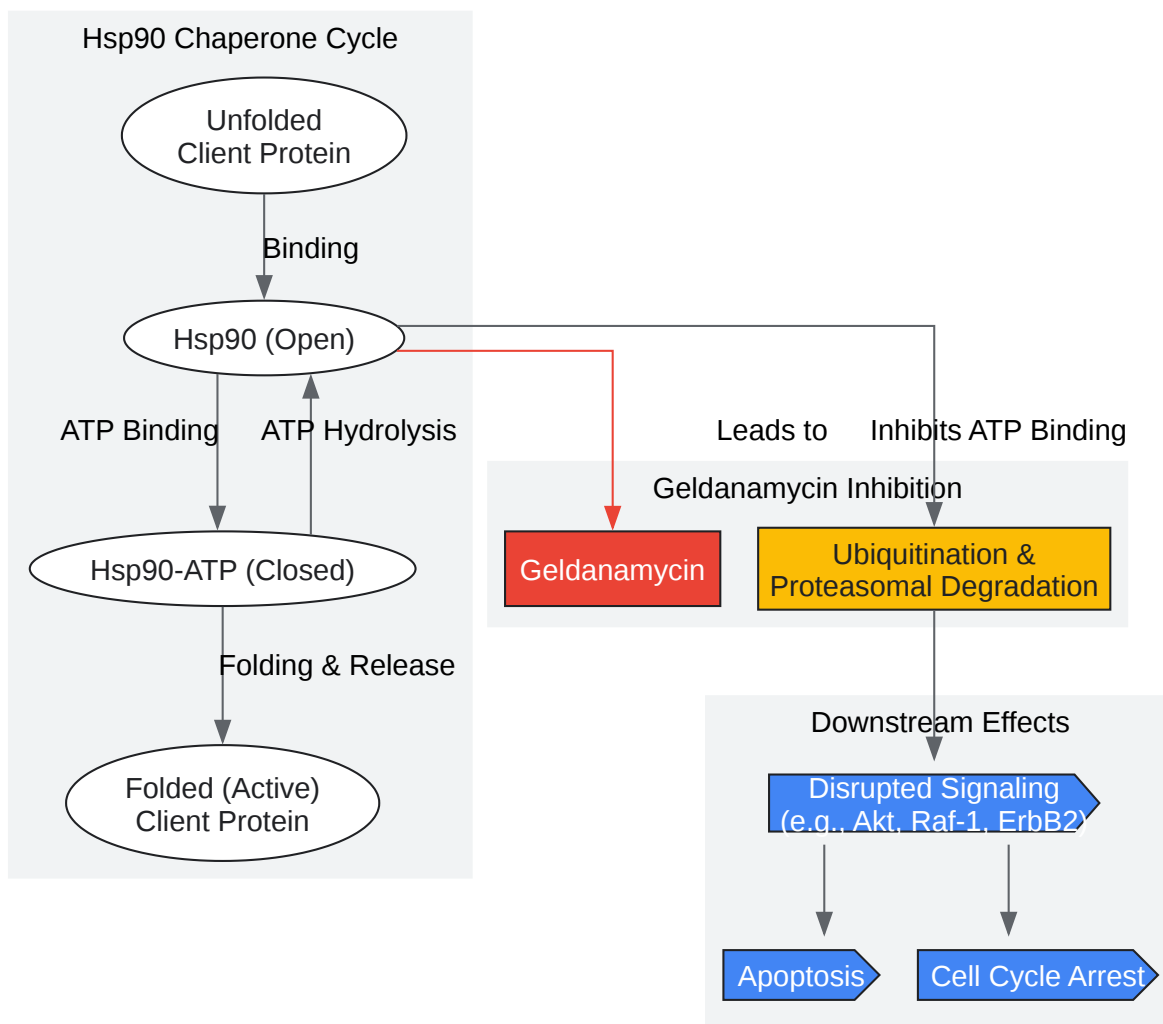 Hsp90 Chaperone Cycle
Unfolded
Client Protein
Binding
Hsp90 (Open)
ATP Binding
ATP Hydrolysis
Hsp90-ATP (Closed)
Folding & Release
Folded (Active)
Client Protein
Leads to
Inhibits ATP Binding
Geldanamycin Inhibition
Geldanamycin
Ubiquitination &
Proteasomal Degradation
Downstream Effects
Disrupted Signaling
(e.g., Akt, Raf-1, ErbB2)
Apoptosis
Cell Cycle Arrest